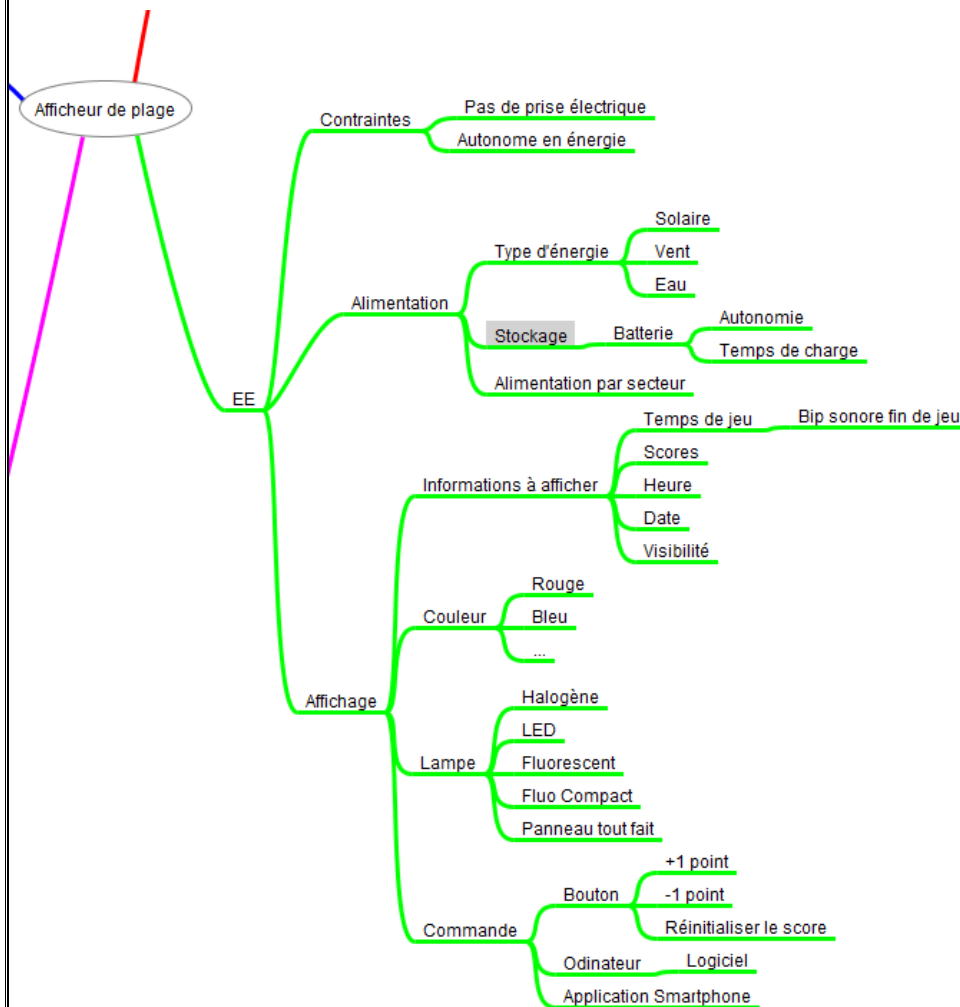 Afficheur de plage
EE
Contraintes
Pas de prise électrique
Autonome en énergie
Alimentation
Type d'énergie
Solaire
Vent
Eau
Stockage
Batterie
Autonomie
Temps de charge
Alimentation par secteur
Affichage
Informations à afficher
Temps de jeu
Bip sonore fin de jeu
Scores
Heure
Date
Visibilité
Couleur
Rouge
Bleu
...
Lampe
Halogène
LED
Fluorescent
Fluo Compact
Panneau tout fait
Commande
Bouton
+1 point
-1 point
Réinitialiser le score
Odinateur
Logiciel
Application Smartphone